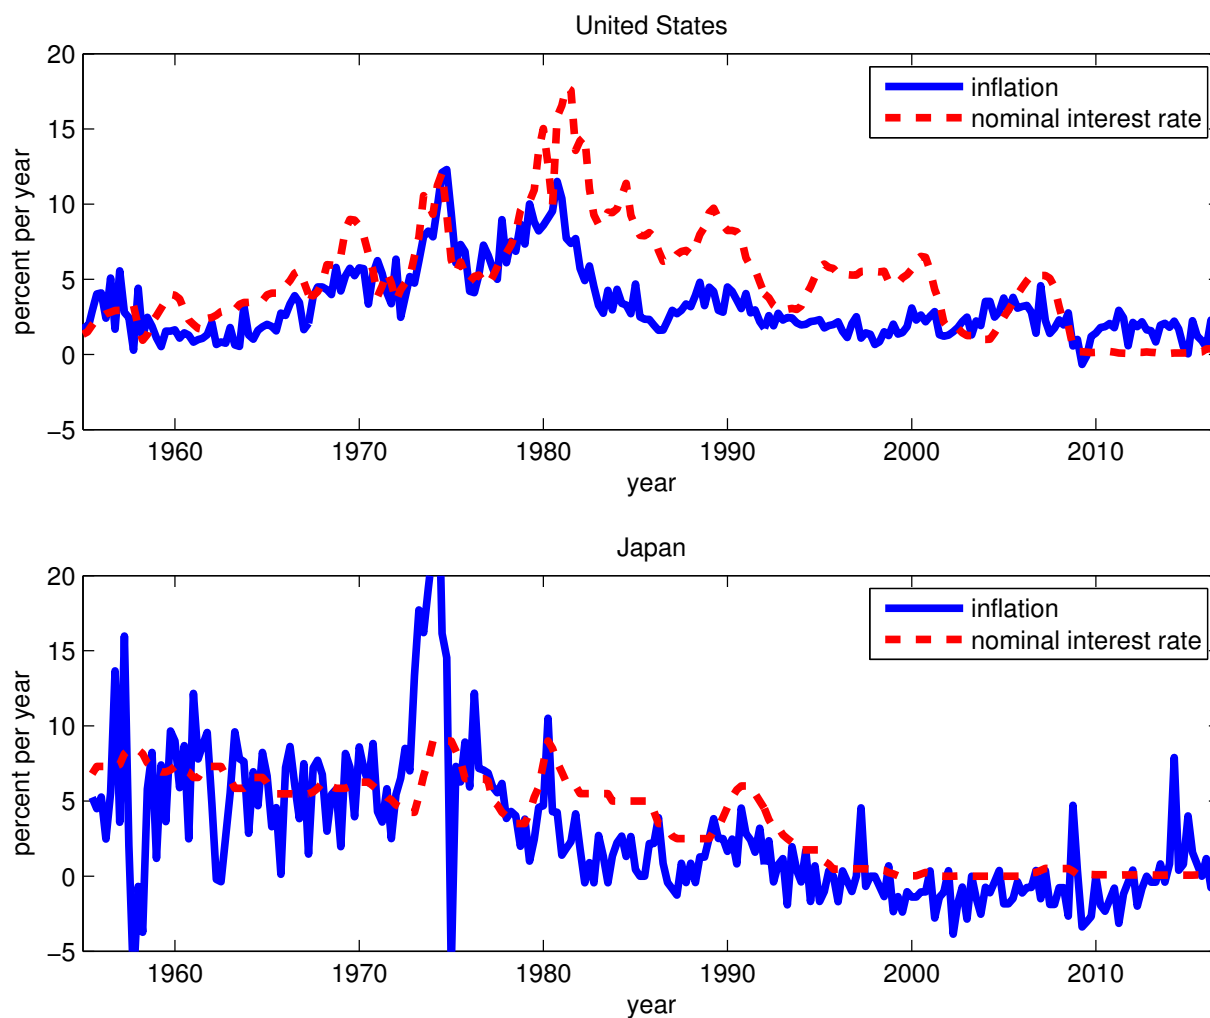 United States
20
15
10
5
0
−5
percent per year
inflation
nominal interest rate
1960 1970 1980 1990 2000 2010
year
Japan
20
15
10
5
0
−5
percent per year
inflation
nominal interest rate
1960 1970 1980 1990 2000 2010
year